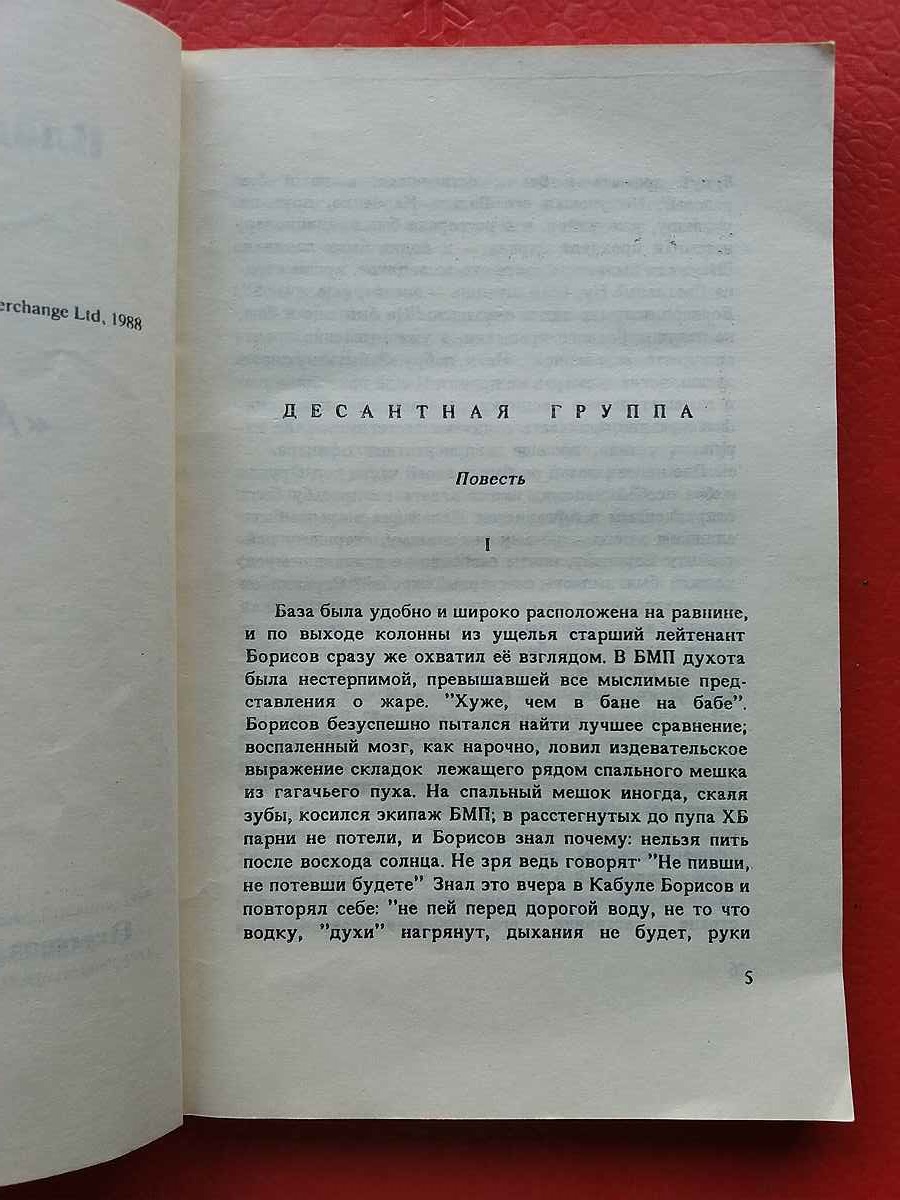 erchange Ltd, 1988
ДЕСАНТНАЯ ГРУППА
Повесть
I
База была удобно и широко расположена на равнине,
и по выходе колонны из ущелья старший лейтенант
Борисов сразу же охватил её взглядом. В БМП духота
была нестерпимой, превышавшей все мыслимые пред-
ставления о жаре. "Хуже, чем в бане на бабе".
Борисов безуспешно пытался найти лучшее сравнение;
воспаленный мозг, как нарочно, ловил издевательское
выражение складок лежащего рядом спального мешка
из гагачьего пуха. На спальный мешок иногда, скаля
зубы, косился экипаж БМП; в расстегнутых до пупа ХБ
парни не потели, и Борисов знал почему: нельзя пить
после восхода солнца. Не зря ведь говорят· "Не пивши,
не потевши будете" Знал это вчера в Кабуле Борисов и
повторял себе: "не пей перед дорогой воду, не то что
водку, "духи" нагрянут, дыхания не будет, руки
5